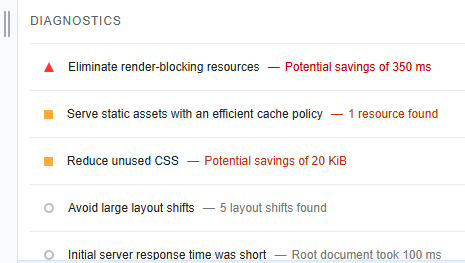 DIAGNOSTICS
Eliminate render-blocking resources — Potential savings of 350 ms
Serve static assets with an efficient cache policy — 1 resource found
Reduce unused CSS — Potential savings of 20 KiB
Avoid large layout shifts — 5 layout shifts found
Initial server response time was short — Root document took 100 ms